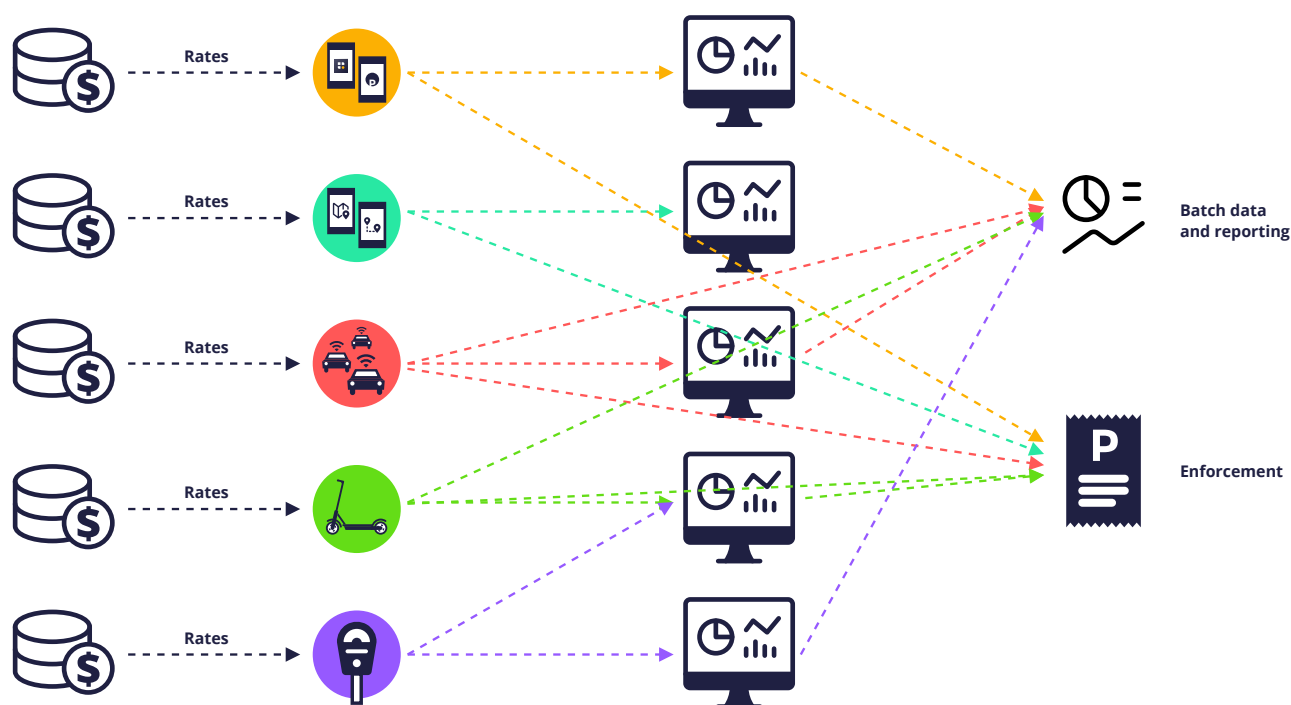 Rates
Rates
Batch data
and reporting
Rates
P
Enforcement
Rates
Rates
$
$
$
$
$